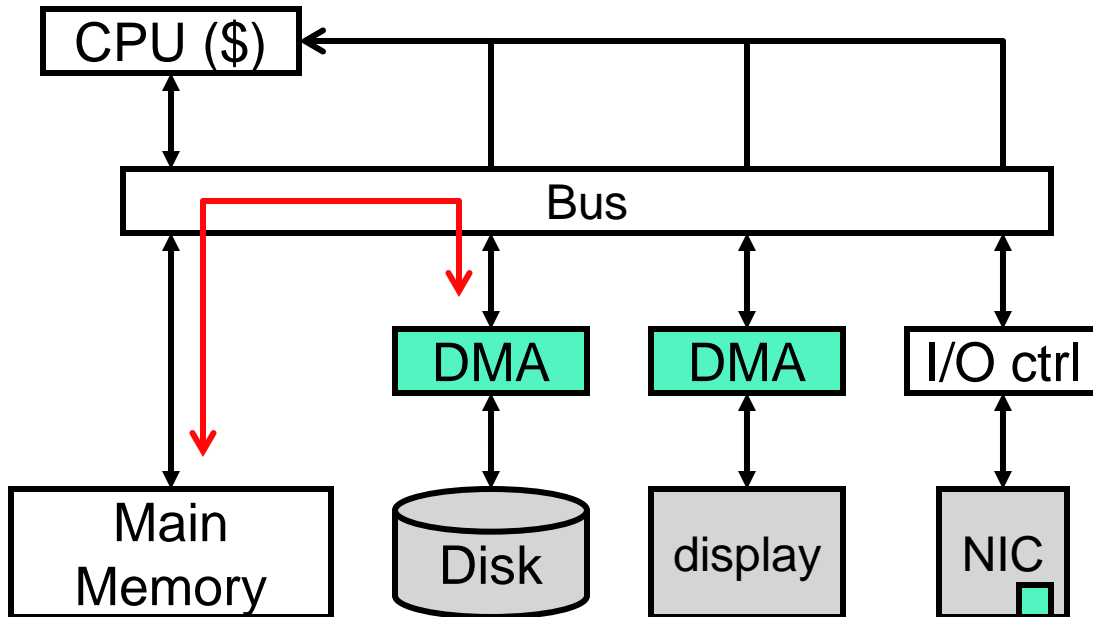 CPU ($)
Bus
DMA
DMA
I/O ctrl
Main
Memory
Disk
display
NIC